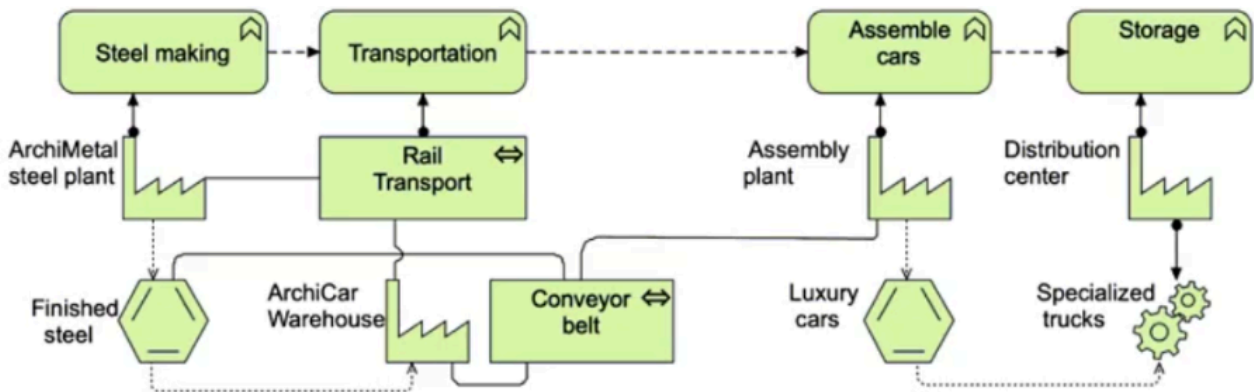 Steel making
Transportation
Assemble
cars
Storage
ArchiMetal
steel plant
Rail
Transport
Assembly
plant
Distribution
center
Finished
steel
ArchiCar
Warehouse
Conveyor
belt
Luxury
cars
Specialized
trucks